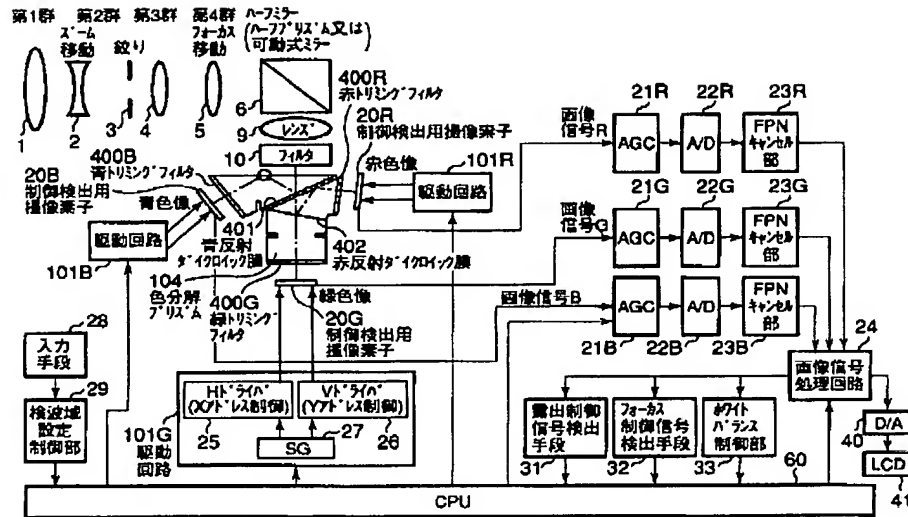 第1群
第2群
ズーム
移動
絞り
第3群
第4群
フォーカス
移動
ハーフミラー
(ハーフプリズム又は)
可動式ミラー
1
2
3
4
5
6
9
レンズ
10
フィルタ
400R
赤トリミングフィルタ
20R
制御検出用撮像素子
赤色像
101R
駆動回路
400B
青トリミングフィルタ
20B
制御検出用
撮像素子
青色像
駆動回路
101B
401
青反射
ダイクロイック膜
402
赤反射ダイクロイック膜
104
色分解
プリズム
400G
緑トリミング
フィルタ
緑色像
20G
制御検出用
撮像素子
画像
信号R
画像
信号G
画像信号B
21R
AGC
22R
A/D
23R
FPN
キャンセル
部
21G
AGC
22G
A/D
23G
FPN
キャンセル
部
AGC
21B
A/D
22B
FPN
キャンセル
部
23B
24
画像信号
処理回路
28
入力
手段
29
検波域
設定
制御部
101G
駆動
回路
Hドライバ
(Xアドレス制御)
25
Vドライバ
(Yアドレス制御)
26
27
SG
露出制御
信号検出
手段
31
フォーカス
制御信号
検出手段
32
ホワイト
バランス
制御部
33
D/A
40
LCD
41
60
CPU